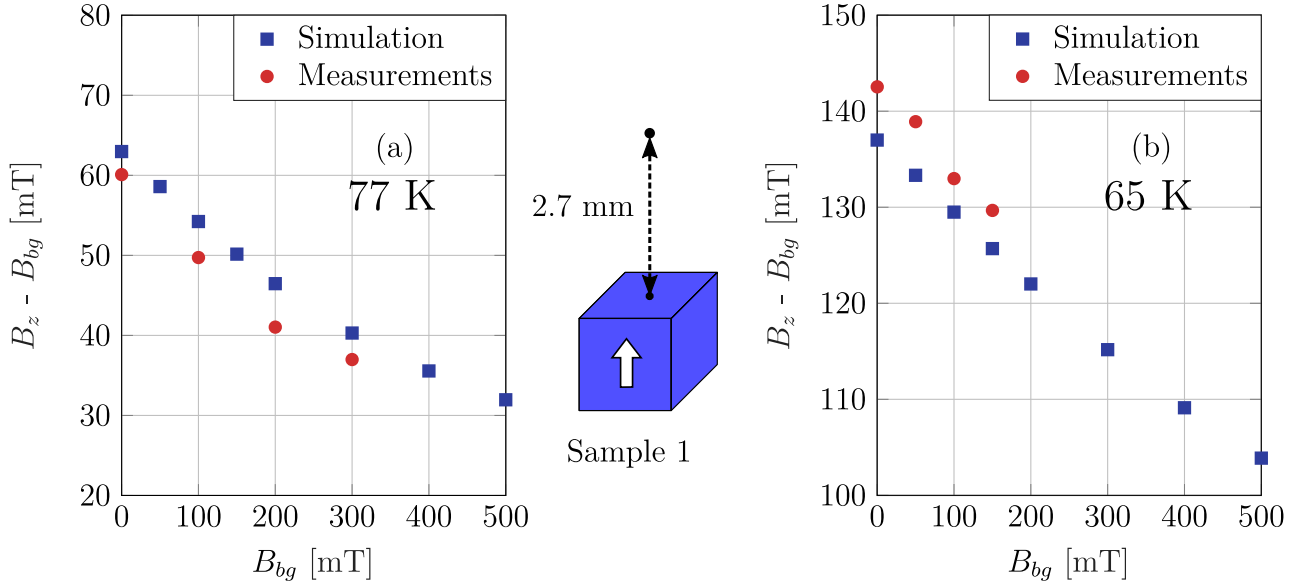 80
70
60
50
40
30
20
0 100 200 300 400 500
B_z - B_bg [mT]
B_bg [mT]
Simulation
Measurements
(a)
77 K
2.7 mm
Sample 1
150
140
130
120
110
100
0 100 200 300 400 500
B_z - B_bg [mT]
B_bg [mT]
Simulation
Measurements
(b)
65 K